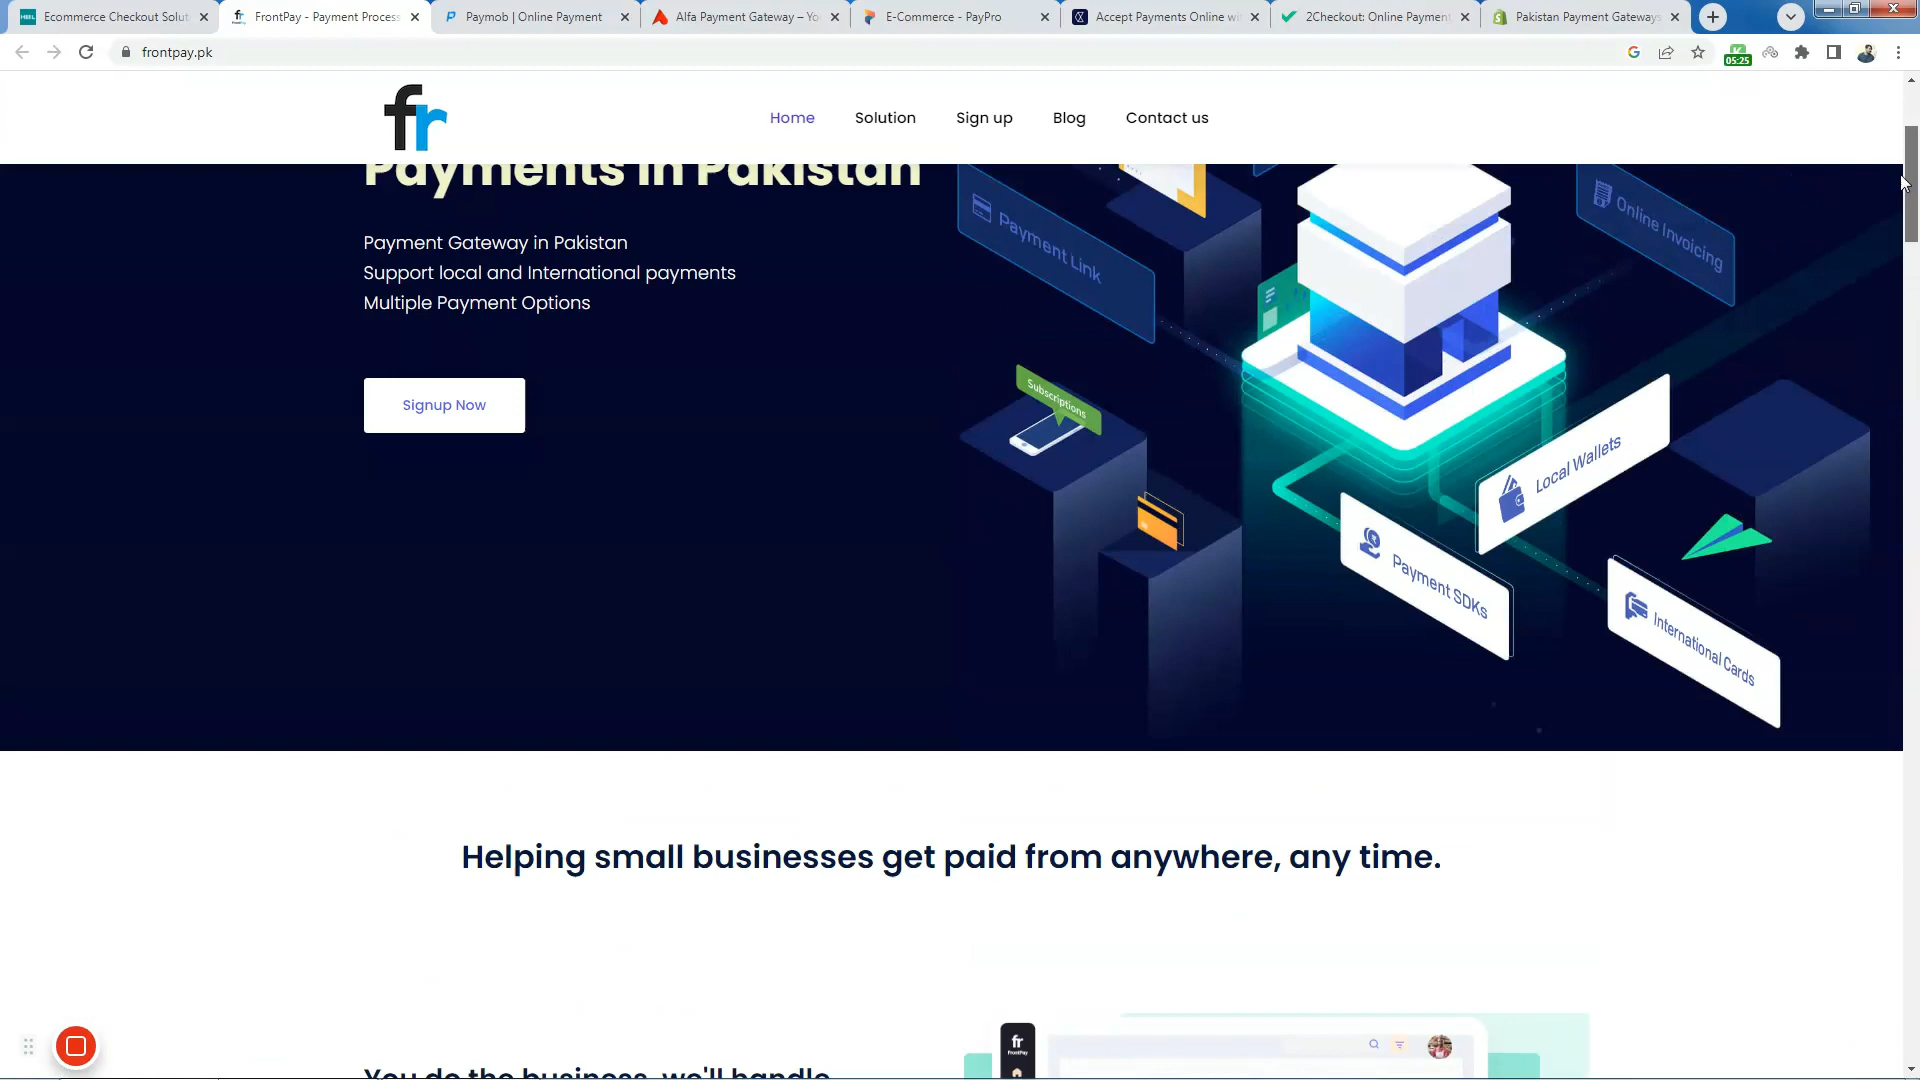 Ecommerce Checkout Solut
FrontPay - Payment Process
Paymob | Online Payment
Alfa Payment Gateway – Yo
E-Commerce - PayPro
Accept Payments Online wi
2Checkout: Online Payment
Pakistan Payment Gateways
frontpay.pk
05:25
fr
Home
Solution
Sign up
Blog
Contact us
Payments in Pakistan
Payment Gateway in Pakistan
Support local and International payments
Multiple Payment Options
Signup Now
Payment Link
Online Invoicing
Subscriptions
Local Wallets
Payment SDKs
International Cards
Helping small businesses get paid from anywhere, any time.
fr
FrontPay
You do the business, we'll handle